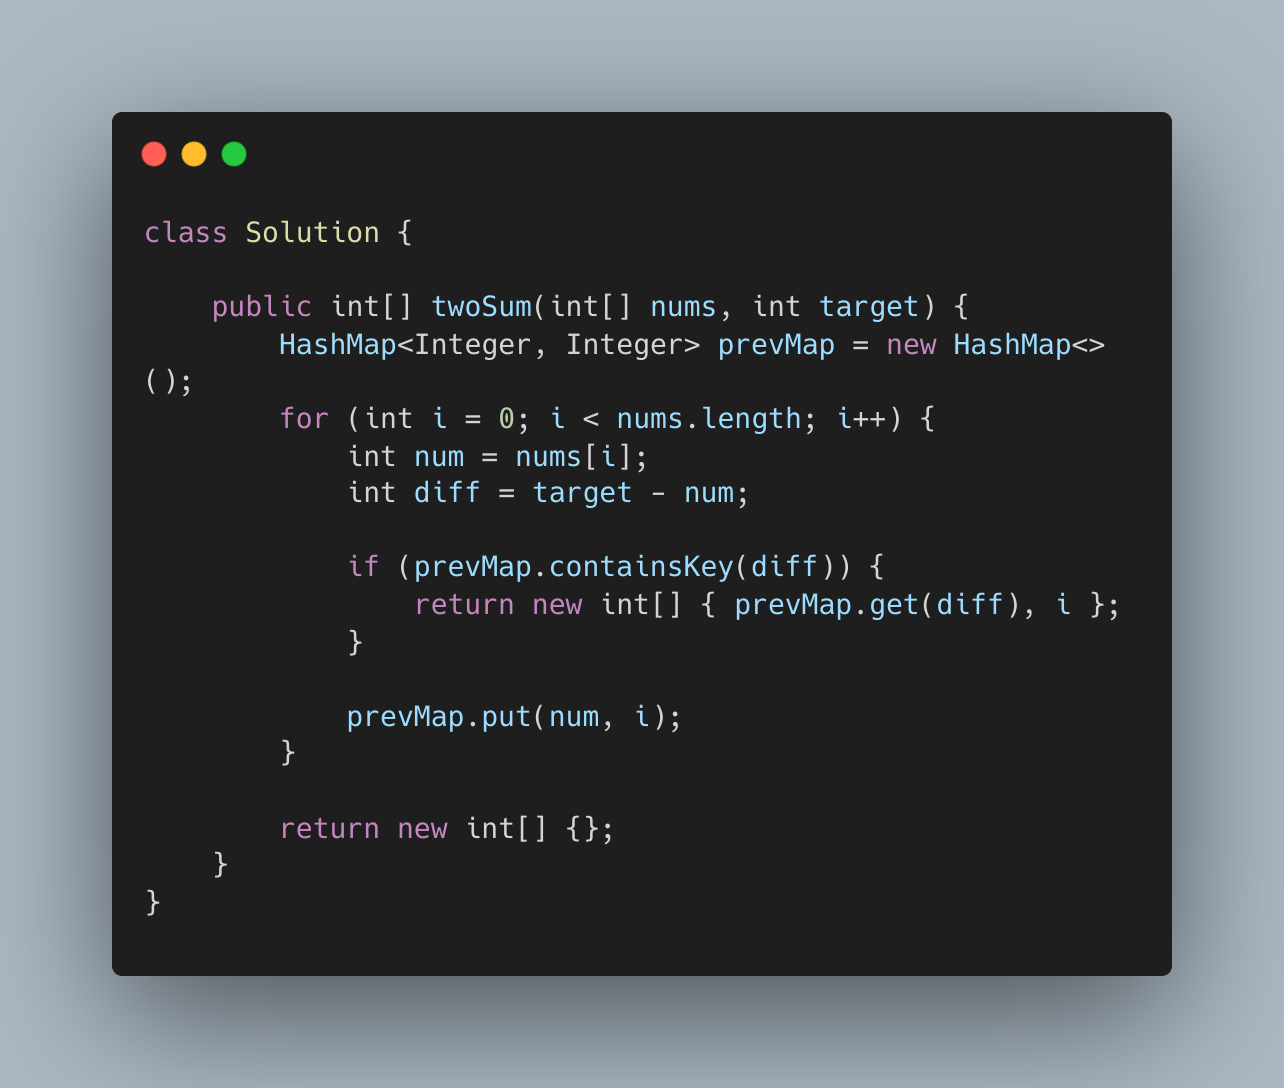 class Solution {

    public int[] twoSum(int[] nums, int target) {
        HashMap<Integer, Integer> prevMap = new HashMap<>
();
        for (int i = 0; i < nums.length; i++) {
            int num = nums[i];
            int diff = target - num;

            if (prevMap.containsKey(diff)) {
                return new int[] { prevMap.get(diff), i };
            }

            prevMap.put(num, i);
        }

        return new int[] {};
    }
}